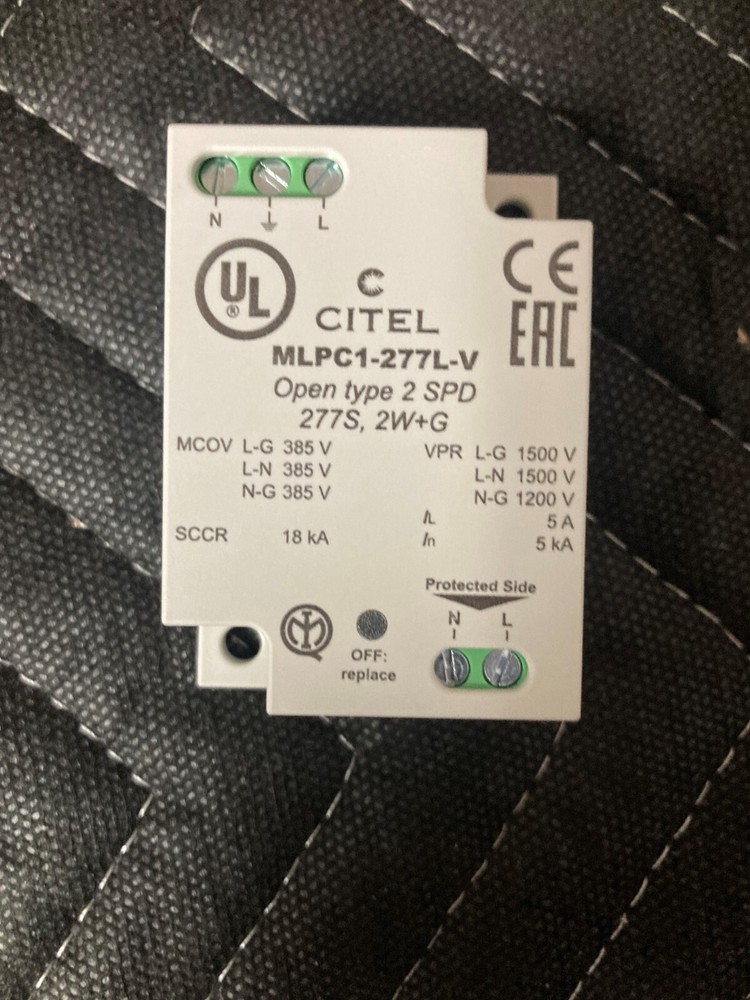 N L
UL
®
CITEL
CE
EAC
MLPC1-277L-V
Open type 2 SPD
277S, 2W+G
MCOV L-G 385 V
L-N 385 V
N-G 385 V
SCCR 18 kA
VPR L-G 1500 V
L-N 1500 V
N-G 1200 V
IL 5 A
In 5 kA
Protected Side
N L
OFF:
replace